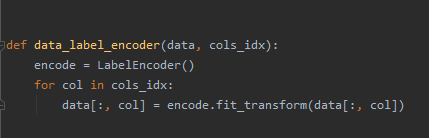 def data_label_encoder(data, cols_idx):
    encode = LabelEncoder()
    for col in cols_idx:
        data[:, col] = encode.fit_transform(data[:, col])